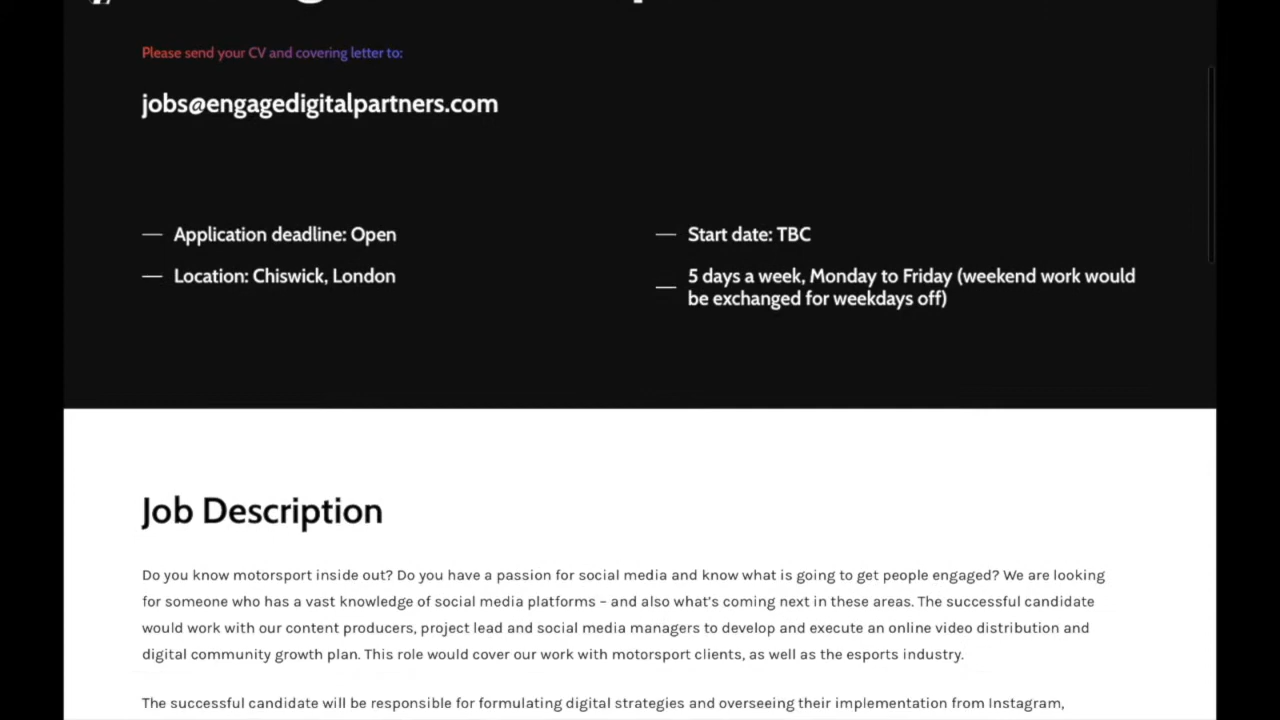 Please send your CV and covering letter to:
jobs@engagedigitalpartners.com
Application deadline: Open
Start date: TBC
Location: Chiswick, London
5 days a week, Monday to Friday (weekend work would
be exchanged for weekdays off)
Job Description
Do you know motorsport inside out? Do you have a passion for social media and know what is going to get people engaged? We are looking
for someone who has a vast knowledge of social media platforms – and also what's coming next in these areas. The successful candidate
would work with our content producers, project lead and social media managers to develop and execute an online video distribution and
digital community growth plan. This role would cover our work with motorsport clients, as well as the esports industry.
The successful candidate will be responsible for formulating digital strategies and overseeing their implementation from Instagram,